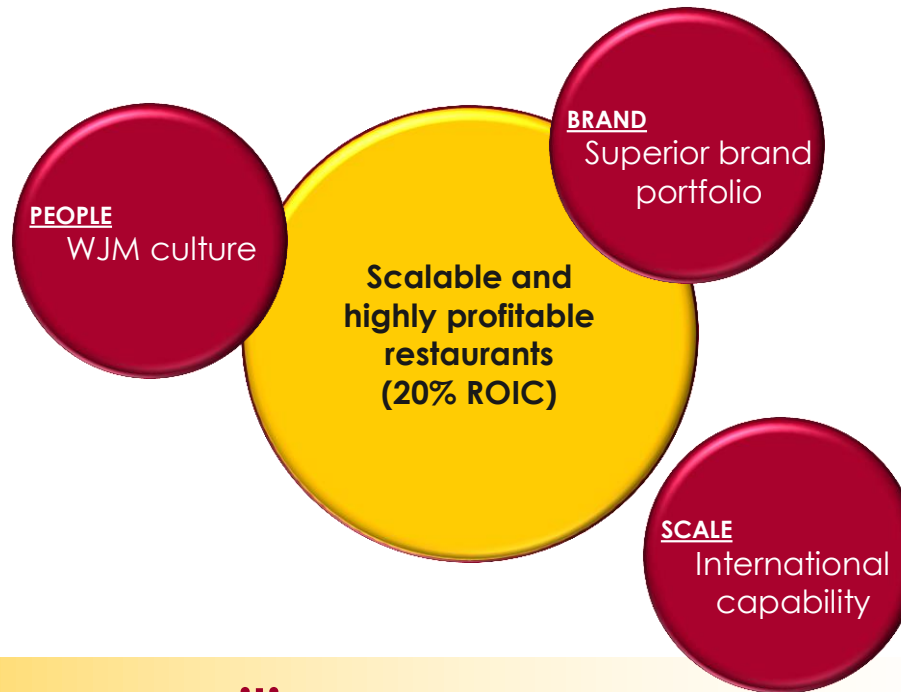 BRAND
Superior brand
portfolio
PEOPLE
WJM culture
Scalable and
highly profitable
restaurants
(20% ROIC)
SCALE
International
capability